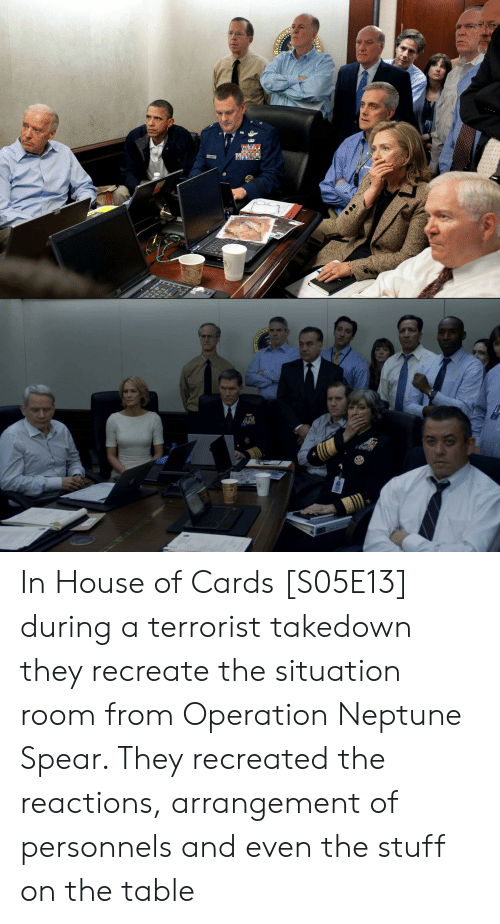 In House of Cards [S05E13]
during a terrorist takedown
they recreate the situation
room from Operation Neptune
Spear. They recreated the
reactions, arrangement of
personnels and even the stuff
on the table